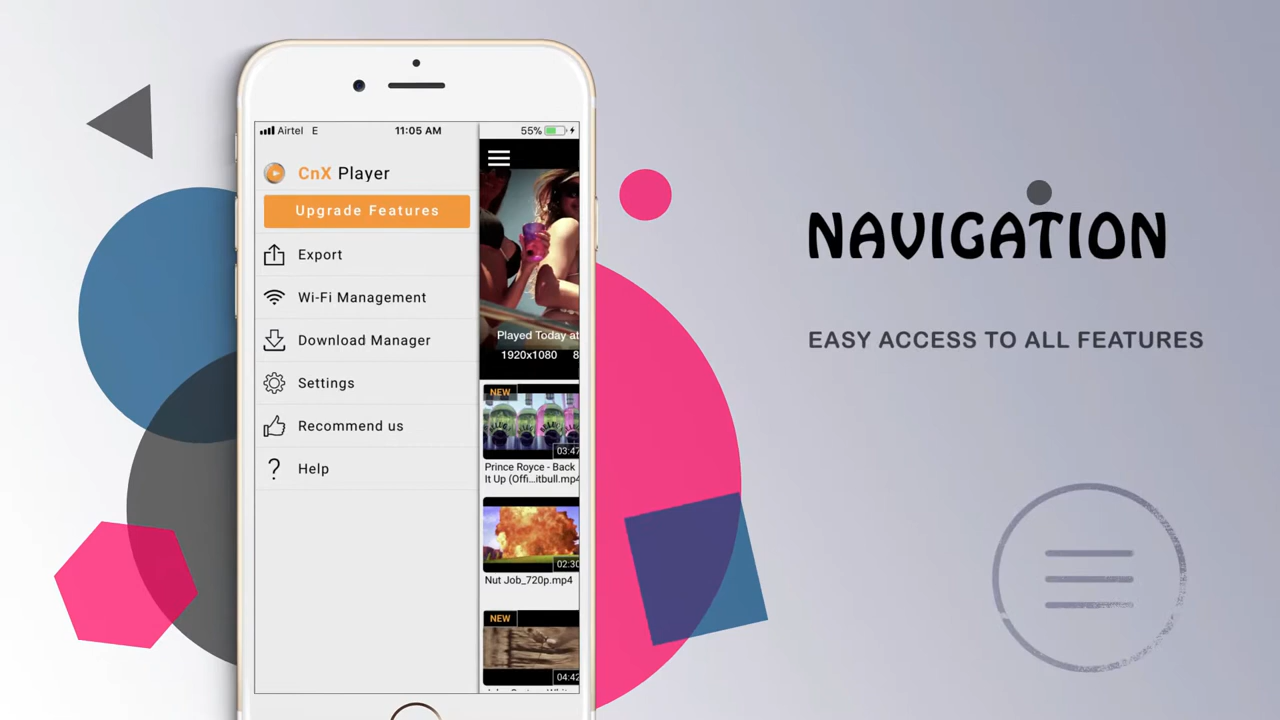 Airtel E 11:05 AM 55%
CnX Player
Upgrade Features
Export
Wi-Fi Management
Download Manager
Settings
Recommend us
Help
Played Today at
1920x1080 8
NEW
03:47
Prince Royce - Back
It Up (Offi...itbull.mp4
02:30
Nut Job_720p.mp4
NEW
04:42
NAVIGATION
EASY ACCESS TO ALL FEATURES